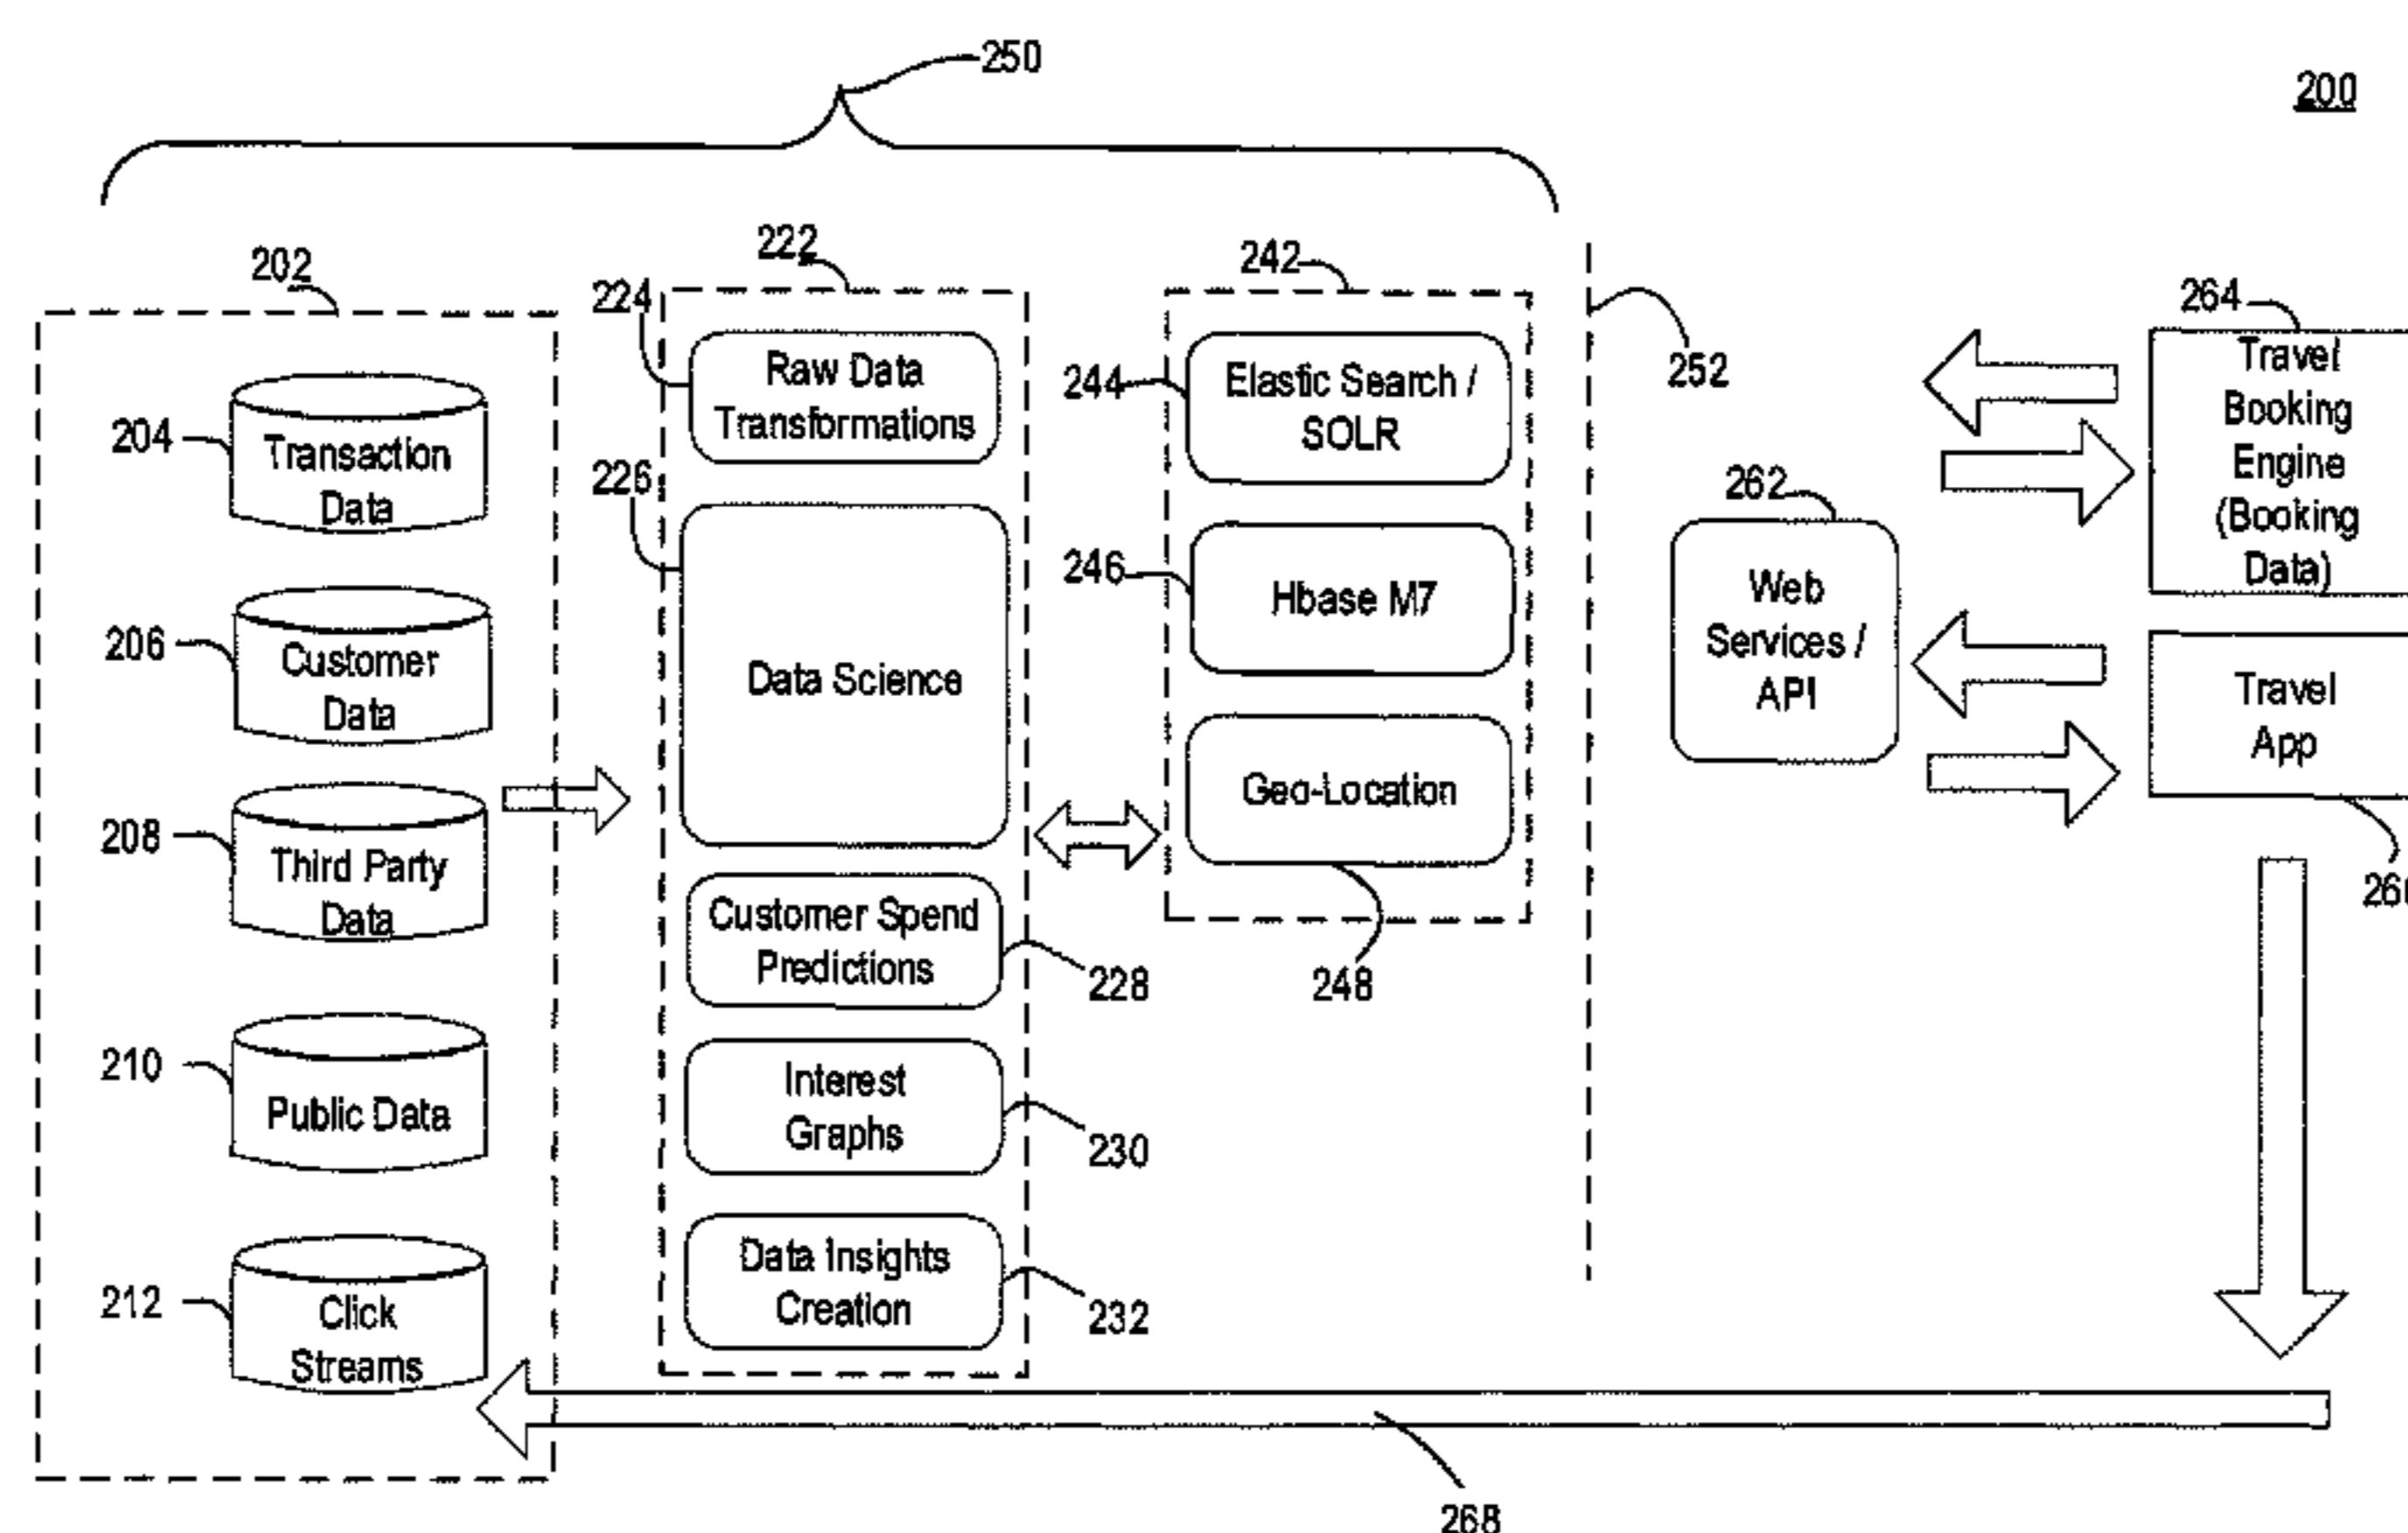 250
200
202
204
Transaction
Data
206
Customer
Data
208
Third Party
Data
210
Public Data
212
Click
Streams
222
224
Raw Data
Transformations
226
Data Science
Customer Spend
Predictions
228
Interest
Graphs
230
Data Insights
Creation
232
242
244
Elastic Search /
SOLR
246
Hbase M7
Geo-Location
248
252
262
Web
Services /
API
264
Travel
Booking
Engine
(Booking
Data)
Travel
App
268